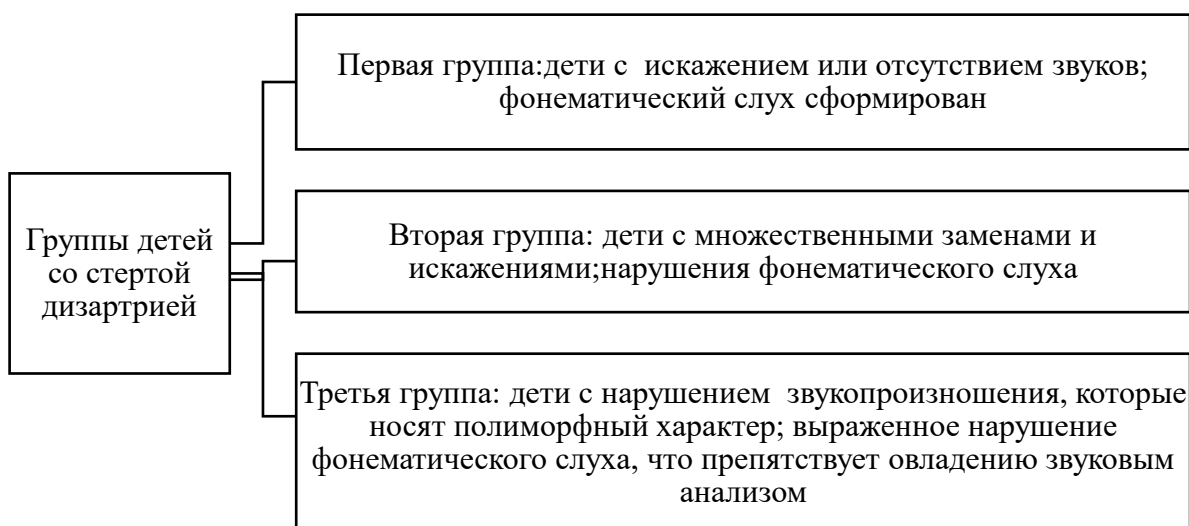 Группы детей
со стертой
дизартрией
Первая группа:дети с  искажением или отсутствием звуков;
фонематический слух сформирован
Вторая группа: дети с множественными заменами и
искажениями;нарушения фонематического слуха
Третья группа: дети с нарушением  звукопроизношения, которые
носят полиморфный характер; выраженное нарушение
фонематического слуха, что препятствует овладению звуковым
анализом